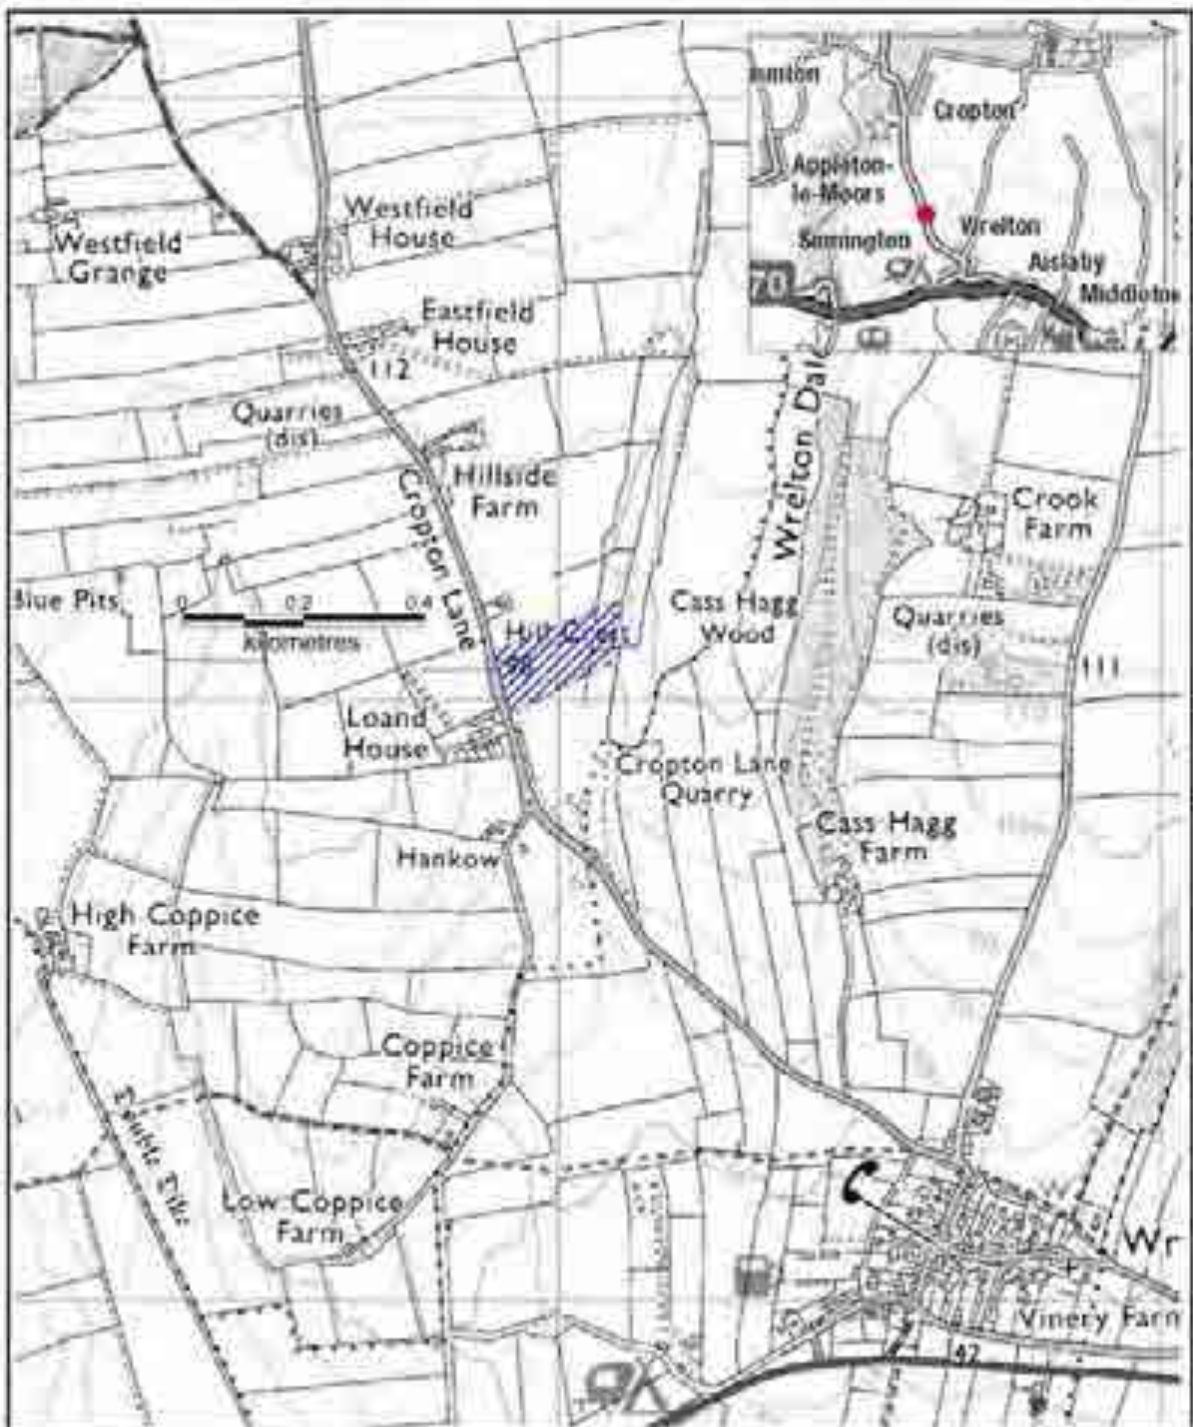 Cropton
Appleton-
le-Moors
Wrelton
Sinnington
Aislaby
70
Westfield
House
Westfield
Grange
Eastfield
House
112
Quarries
(dis)
Hillside
Farm
Cropton Lane
Wrelton Dale
Crook
Farm
Blue Pits
0 0.2 0.4
kilometres
Cass Hagg
Wood
Quarries
(dis)
111
Loand
House
Cropton Lane
Quarry
Cass Hagg
Farm
Hankow
High Coppice
Farm
Coppice
Farm
Low Coppice
Farm
Wr
Vinery Farm
42